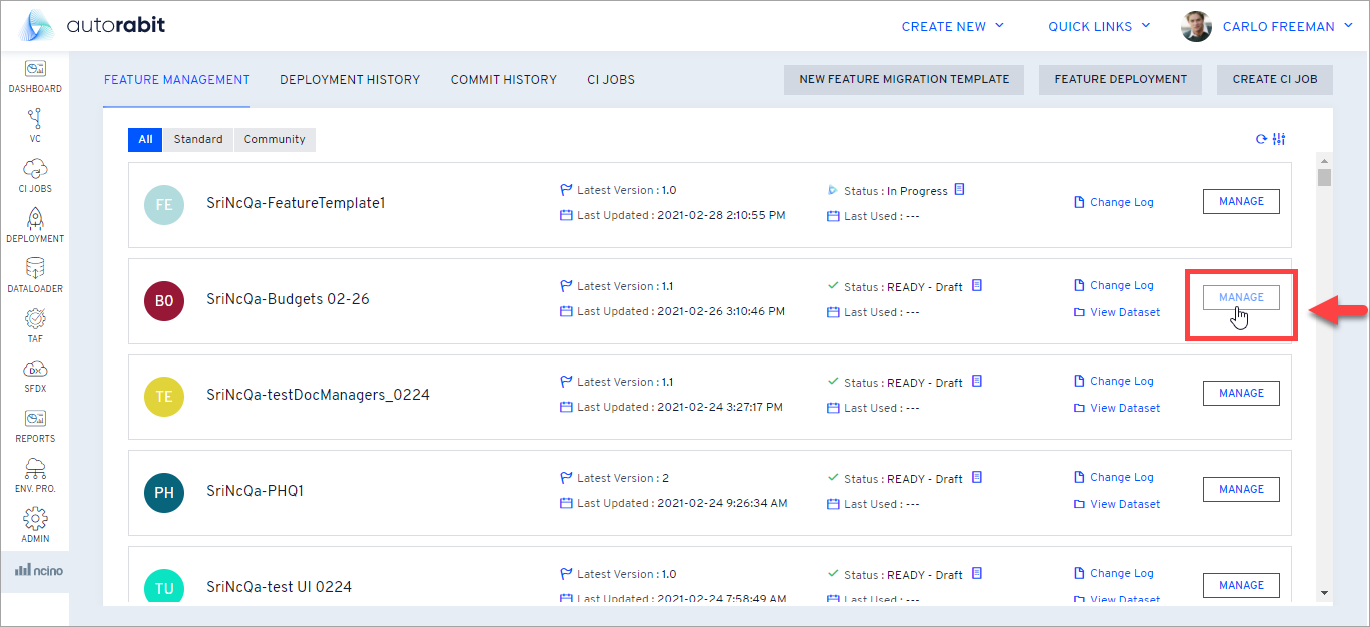 autorabit
CREATE NEW
QUICK LINKS
CARLO FREEMAN
DASHBOARD
VC
CI JOBS
DEPLOYMENT
DATALOADER
TAF
DX
SFDX
REPORTS
ENV. PRO.
ADMIN
ncino
FEATURE MANAGEMENT
DEPLOYMENT HISTORY
COMMIT HISTORY
CI JOBS
NEW FEATURE MIGRATION TEMPLATE
FEATURE DEPLOYMENT
CREATE CI JOB
All
Standard
Community
FE
SriNcQa-FeatureTemplate1
Latest Version : 1.0
Last Updated : 2021-02-28 2:10:55 PM
Status : In Progress
Last Used : ---
Change Log
MANAGE
B0
SriNcQa-Budgets 02-26
Latest Version : 1.1
Last Updated : 2021-02-26 3:10:46 PM
Status : READY - Draft
Last Used : ---
Change Log
View Dataset
MANAGE
TE
SriNcQa-testDocManagers_0224
Latest Version : 1.1
Last Updated : 2021-02-24 3:27:17 PM
Status : READY - Draft
Last Used : ---
Change Log
View Dataset
MANAGE
PH
SriNcQa-PHQ1
Latest Version : 2
Last Updated : 2021-02-24 9:26:34 AM
Status : READY - Draft
Last Used : ---
Change Log
View Dataset
MANAGE
TU
SriNcQa-test UI 0224
Latest Version : 1.0
Last Updated : 2021-02-24 7:58:49 AM
Status : READY - Draft
Last Used : ---
Change Log
View Dataset
MANAGE